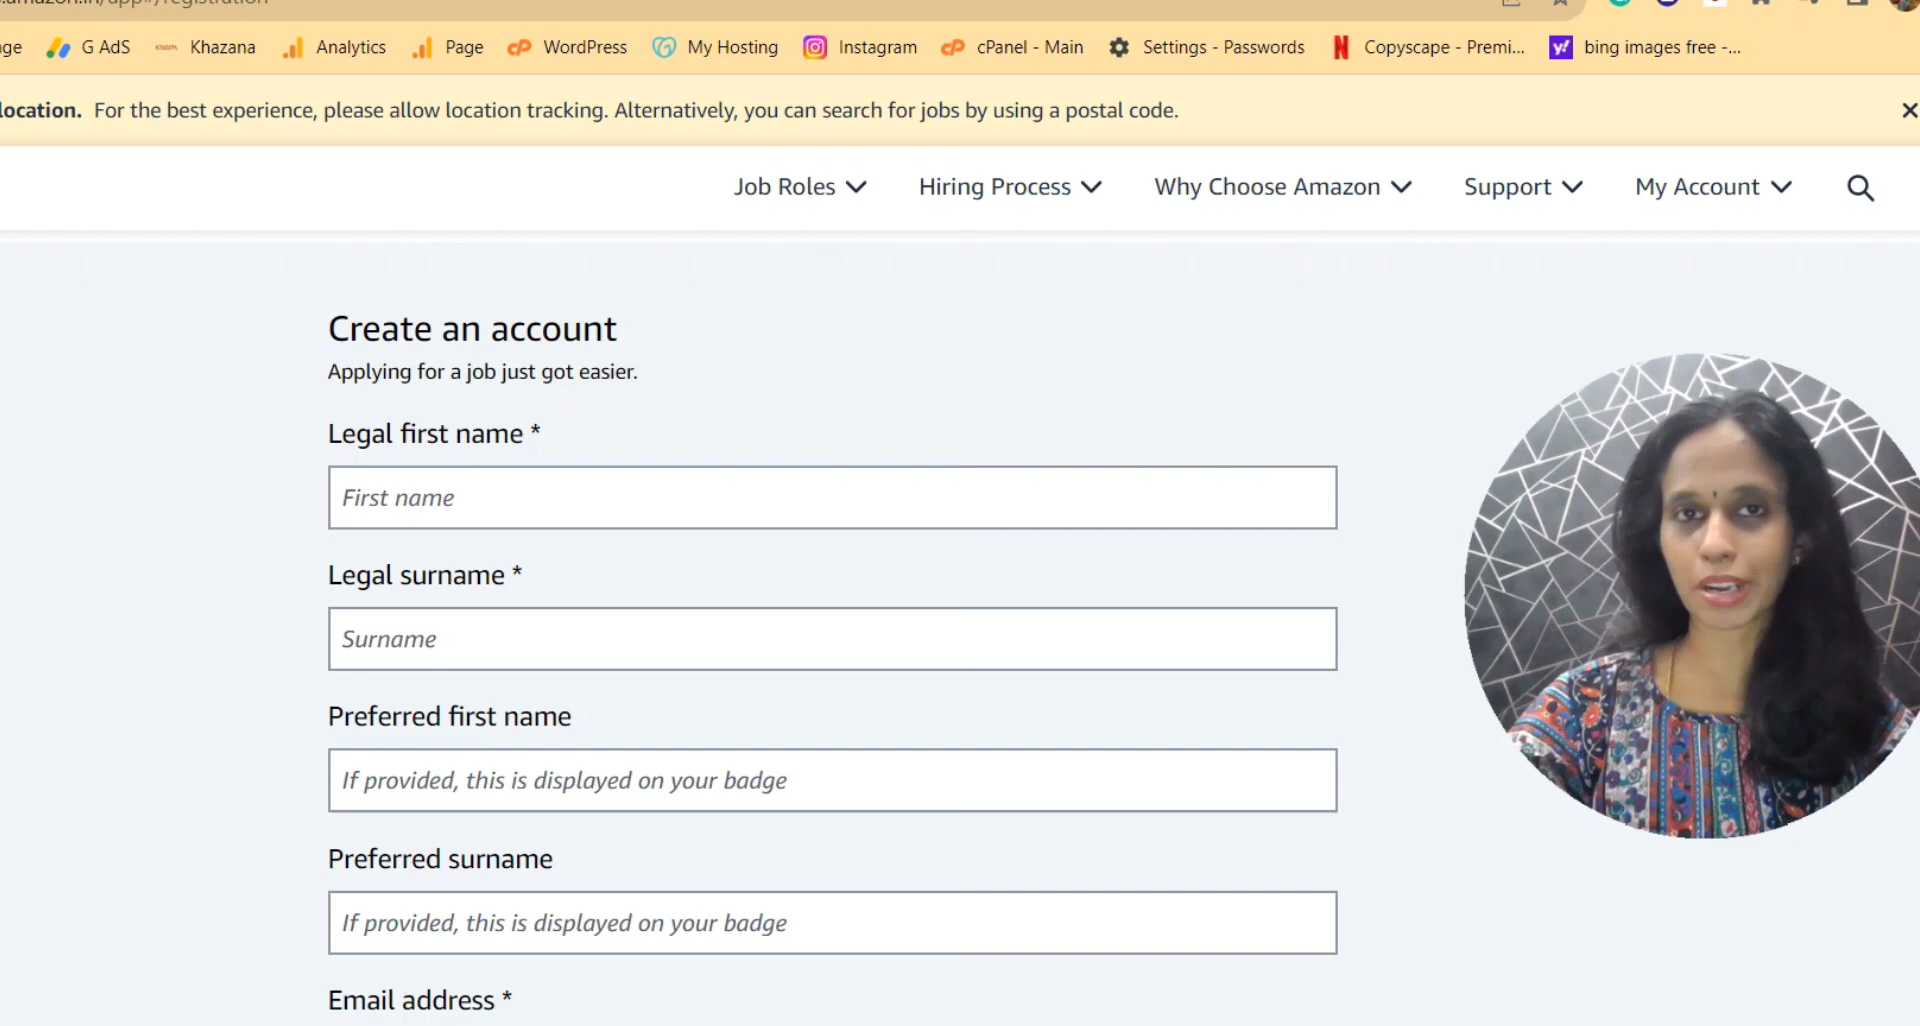 .amazon.in/app#/registration
ge G AdS Khazana Analytics Page WordPress My Hosting Instagram cPanel - Main Settings - Passwords Copyscape - Premi... bing images free -...
location. For the best experience, please allow location tracking. Alternatively, you can search for jobs by using a postal code.
Job Roles Hiring Process Why Choose Amazon Support My Account
Create an account
Applying for a job just got easier.
Legal first name *
First name
Legal surname *
Surname
Preferred first name
If provided, this is displayed on your badge
Preferred surname
If provided, this is displayed on your badge
Email address *